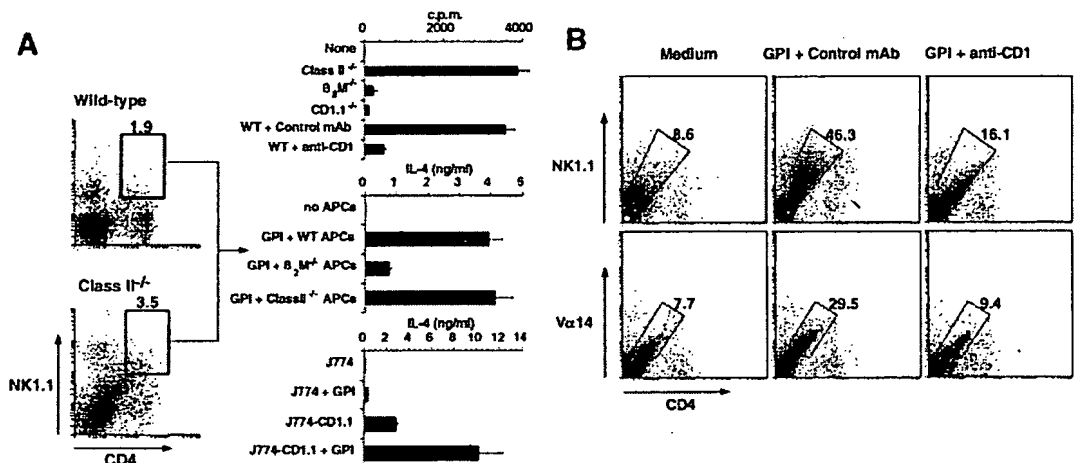 A
Wild-type
1.9
Class II-/-
3.5
NK1.1
CD4
c.p.m.
0 2000 4000
None
Class II -/-
B2M-/-
CD1.1-/-
WT + Control mAb
WT + anti-CD1
IL-4 (ng/ml)
0 1 2 3 4 5 6
no APCs
GPI + WT APCs
GPI + B2M-/- APCs
GPI + ClassII -/- APCs
IL-4 (ng/ml)
0 2 4 6 8 10 12 14
J774
J774 + GPI
J774-CD1.1
J774-CD1.1 + GPI
B
Medium GPI + Control mAb GPI + anti-CD1
NK1.1
8.6 46.3 16.1
Vα14
7.7 29.5 9.4
CD4